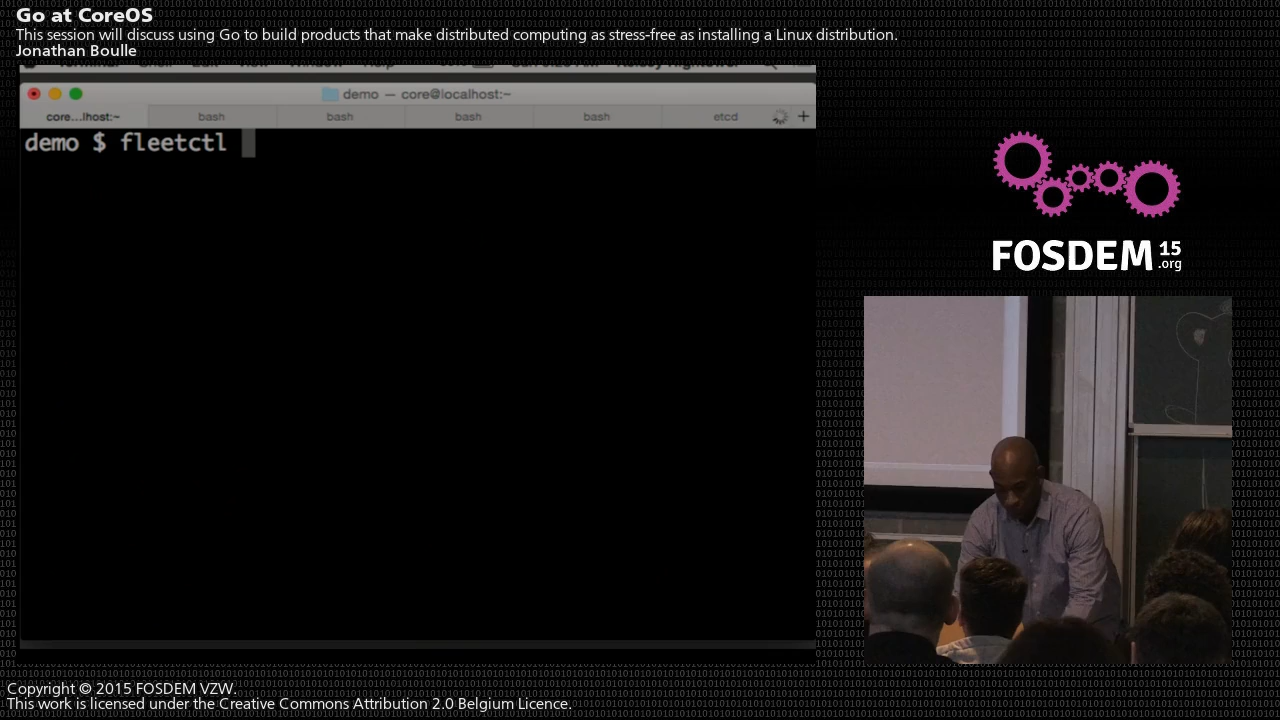 Go at CoreOS
This session will discuss using Go to build products that make distributed computing as stress-free as installing a Linux distribution.
Jonathan Boulle
demo — core@localhost:~
core...lhost:~ bash bash bash bash etcd
demo $ fleetctl
FOSDEM 15
.org
Copyright © 2015 FOSDEM VZW.
This work is licensed under the Creative Commons Attribution 2.0 Belgium Licence.